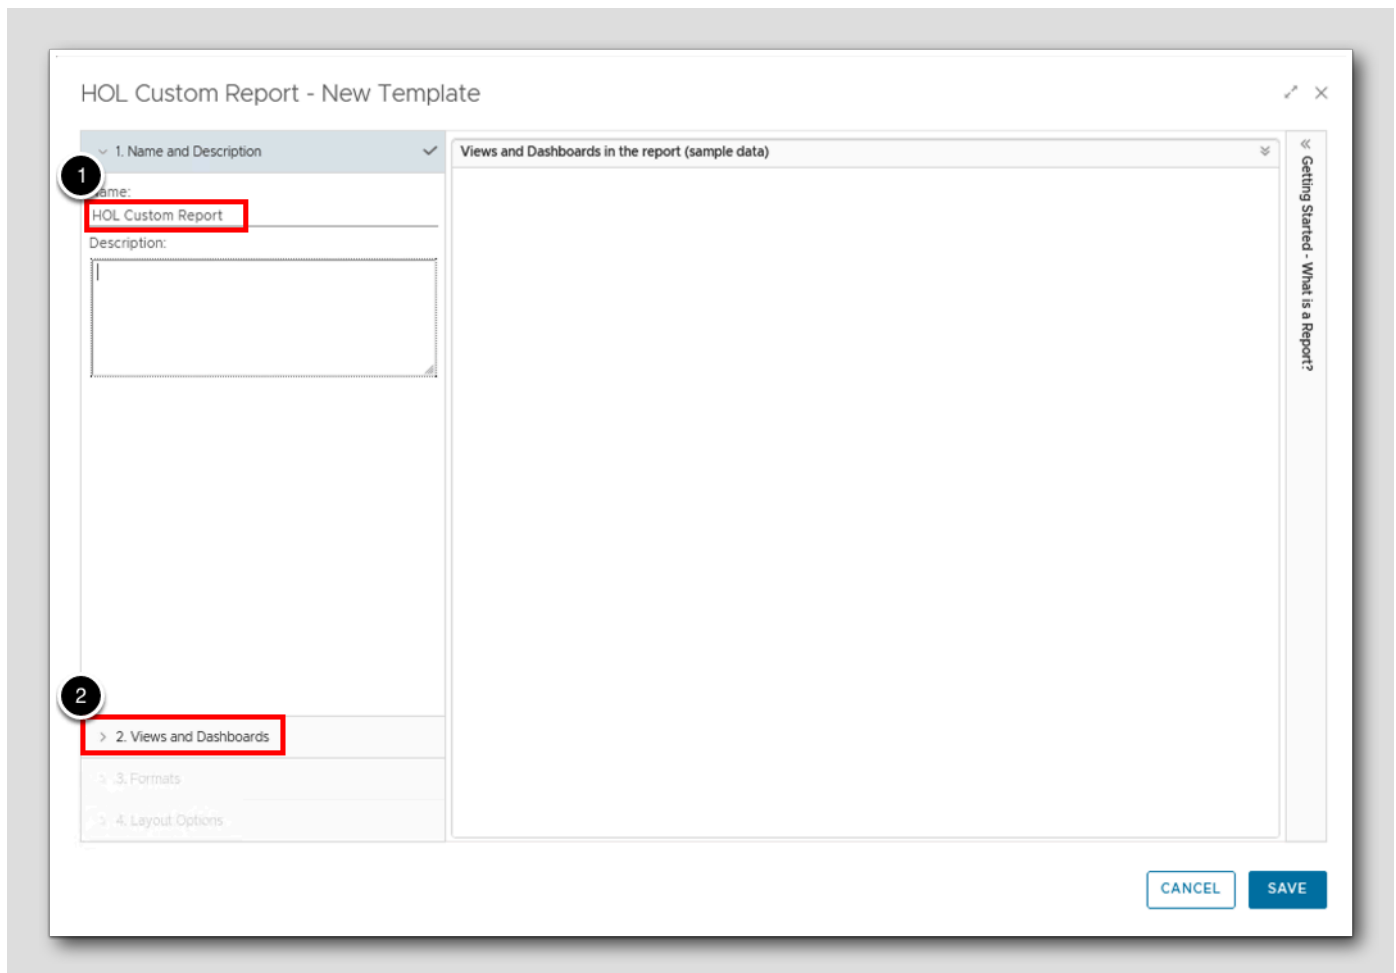 HOL Custom Report - New Template
1. Name and Description
Views and Dashboards in the report (sample data)
Getting Started - What is a Report?
1
ame:
HOL Custom Report
Description:
2
2. Views and Dashboards
3. Formats
4. Layout Options
CANCEL
SAVE